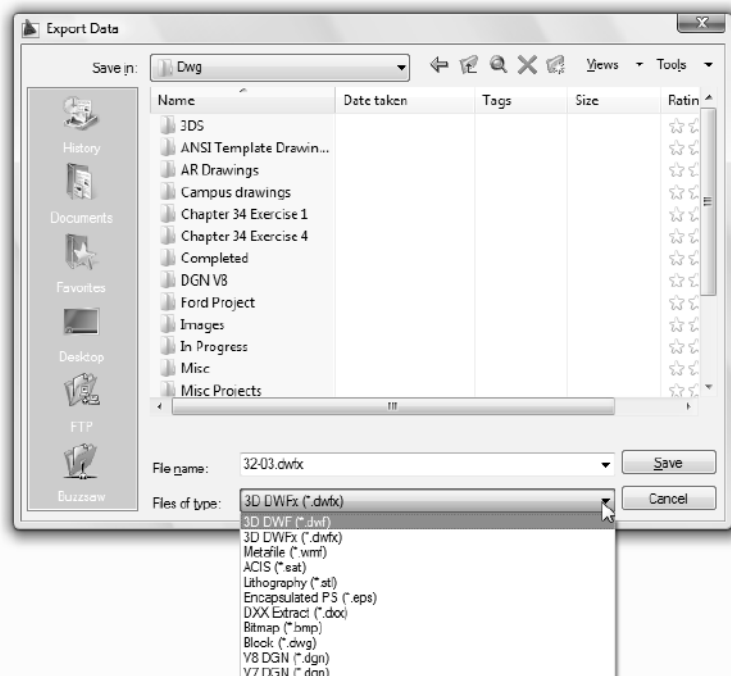 Export Data
Save in: Dwg Views Tools
Name Date taken Tags Size Ratin
History
Documents
Favorites
Desktop
FTP
Buzzsaw
3DS
ANSI Template Drawin...
AR Drawings
Campus drawings
Chapter 34 Exercise 1
Chapter 34 Exercise 4
Completed
DGN V8
Ford Project
Images
In Progress
Misc
Misc Projects
File name: 32-03.dwfx Save
Files of type: 3D DWFx (*.dwfx) Cancel
3D DWF (*.dwf)
3D DWFx (*.dwfx)
Metafile (*.wmf)
ACIS (*.sat)
Lithography (*.stl)
Encapsulated PS (*.eps)
DXX Extract (*.dxx)
Bitmap (*.bmp)
Block (*.dwg)
V8 DGN (*.dgn)
V7 DGN (*.dgn)